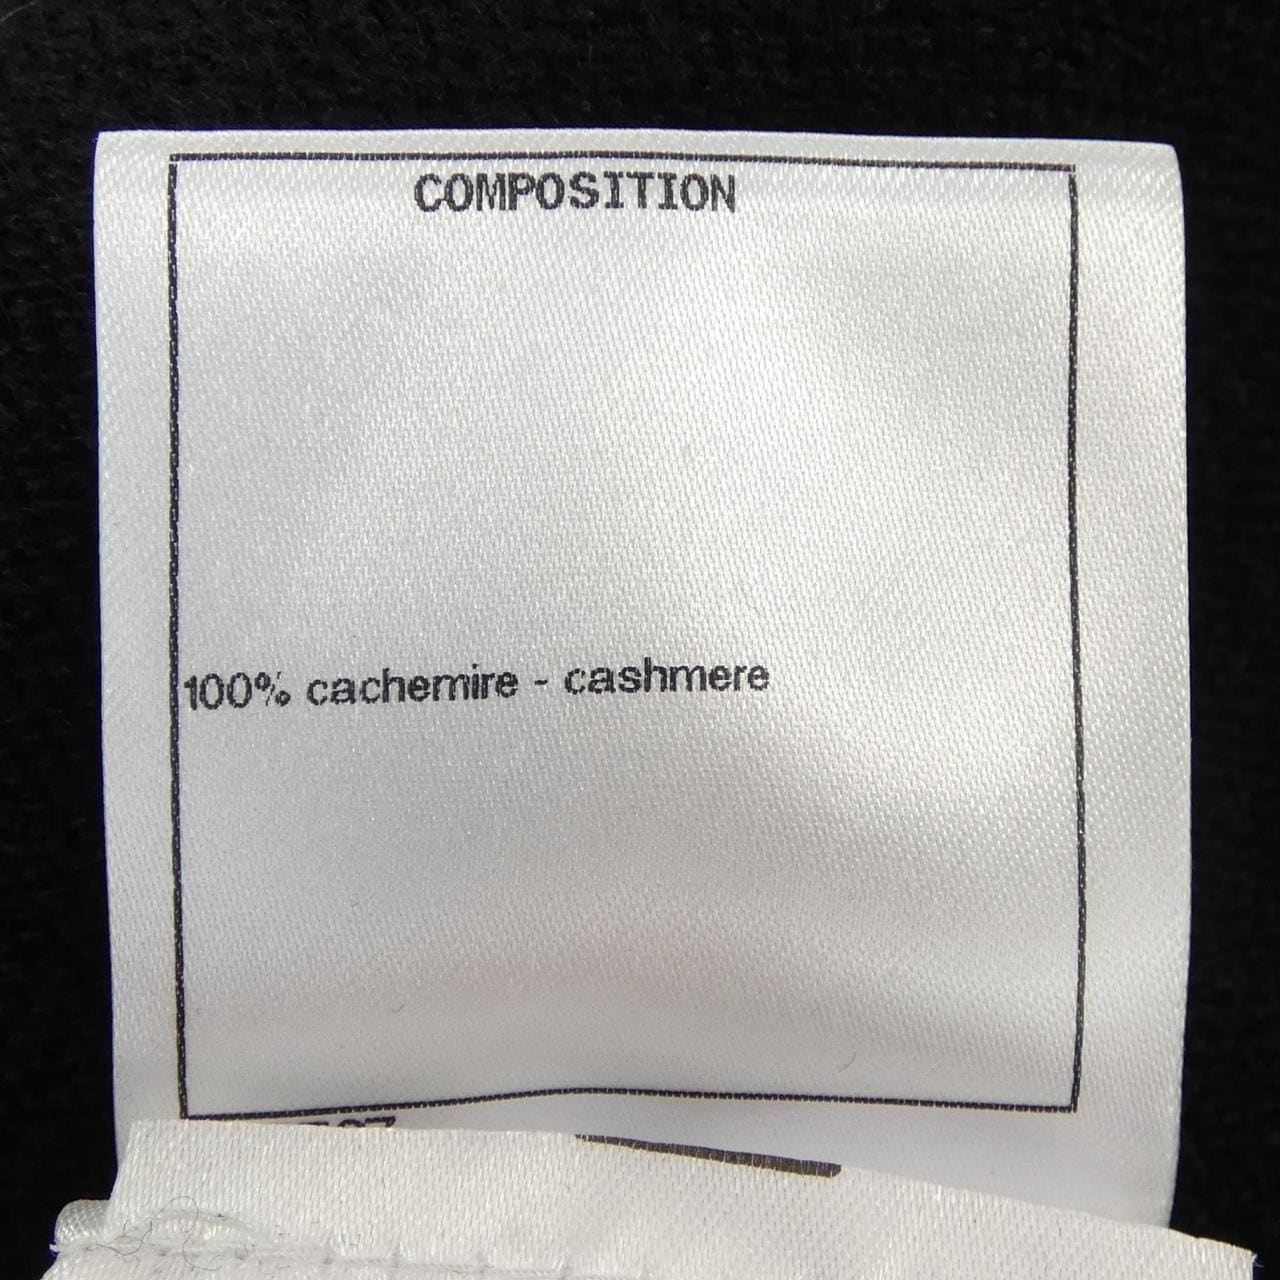 COMPOSITION
100% cachemire - cashmere